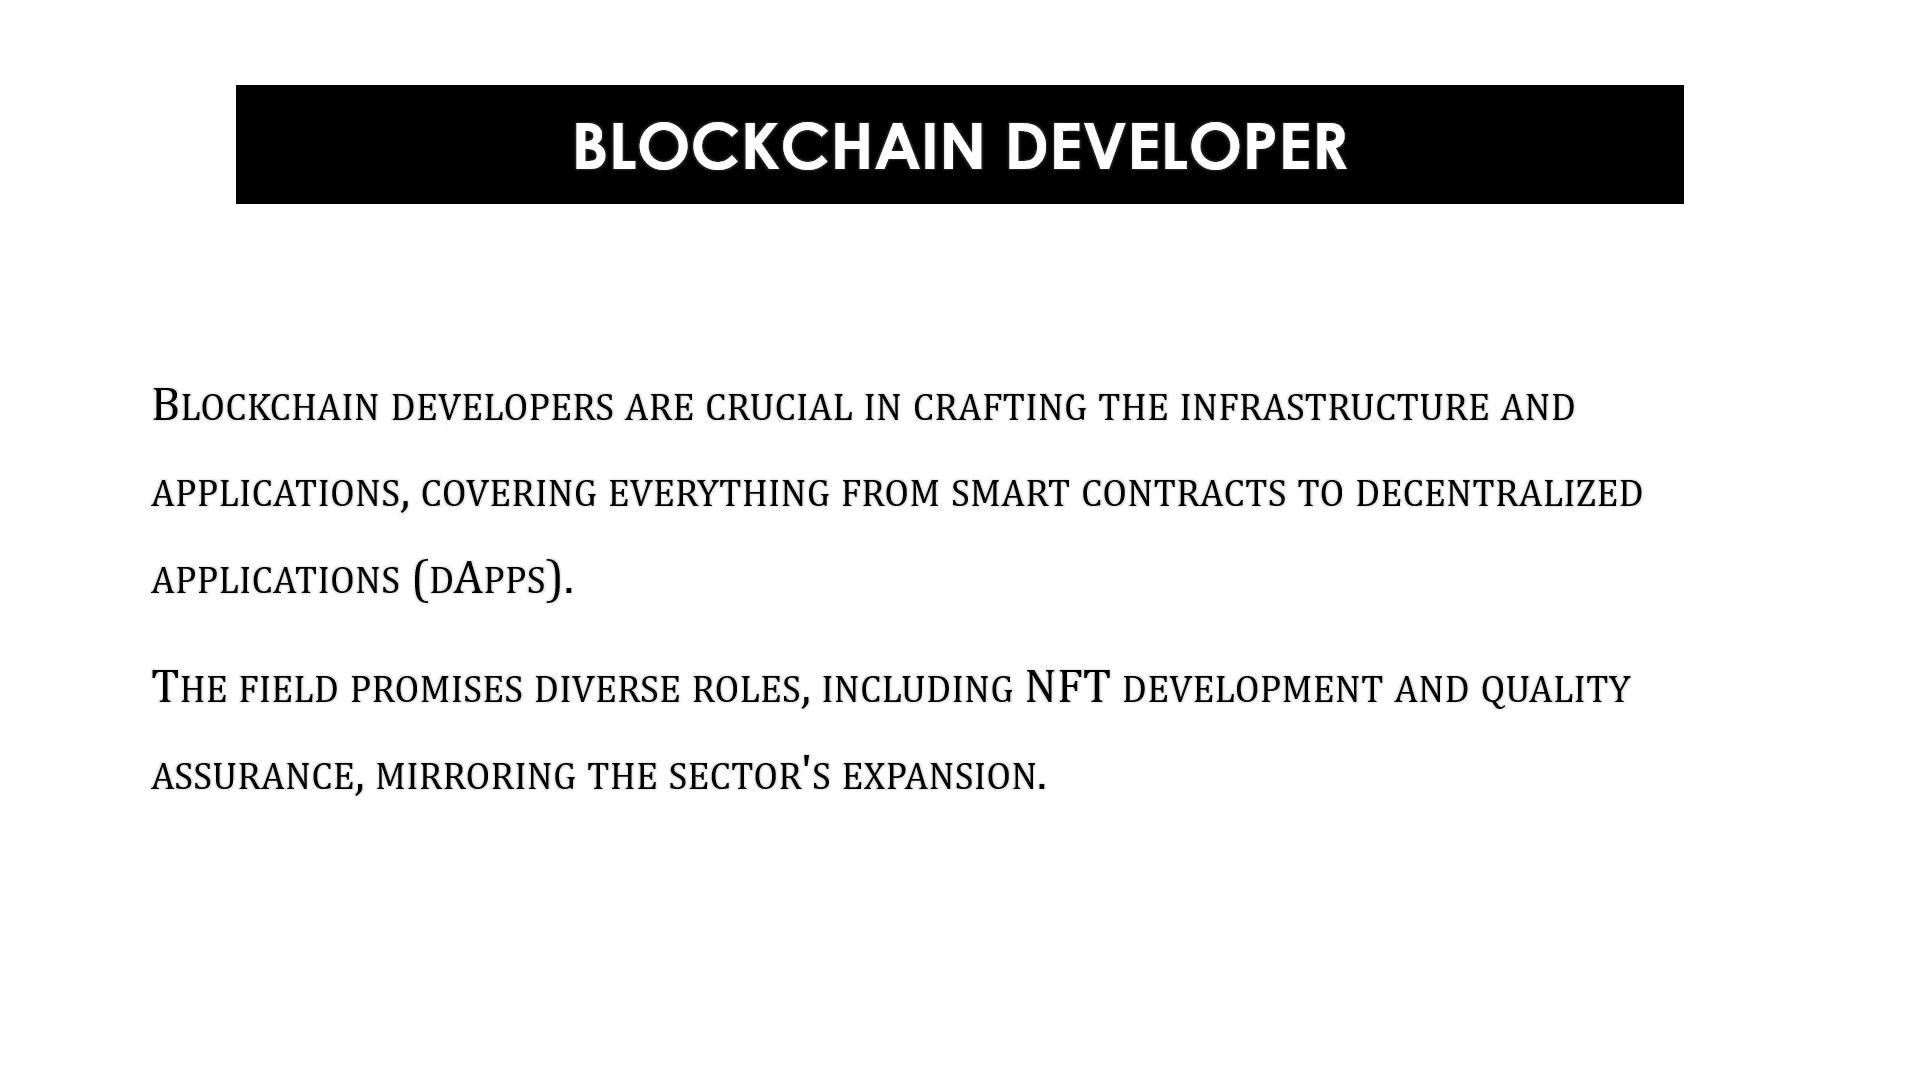 BLOCKCHAIN DEVELOPER
Blockchain developers are crucial in crafting the infrastructure and
applications, covering everything from smart contracts to decentralized
applications (dApps).
The field promises diverse roles, including NFT development and quality
assurance, mirroring the sector's expansion.